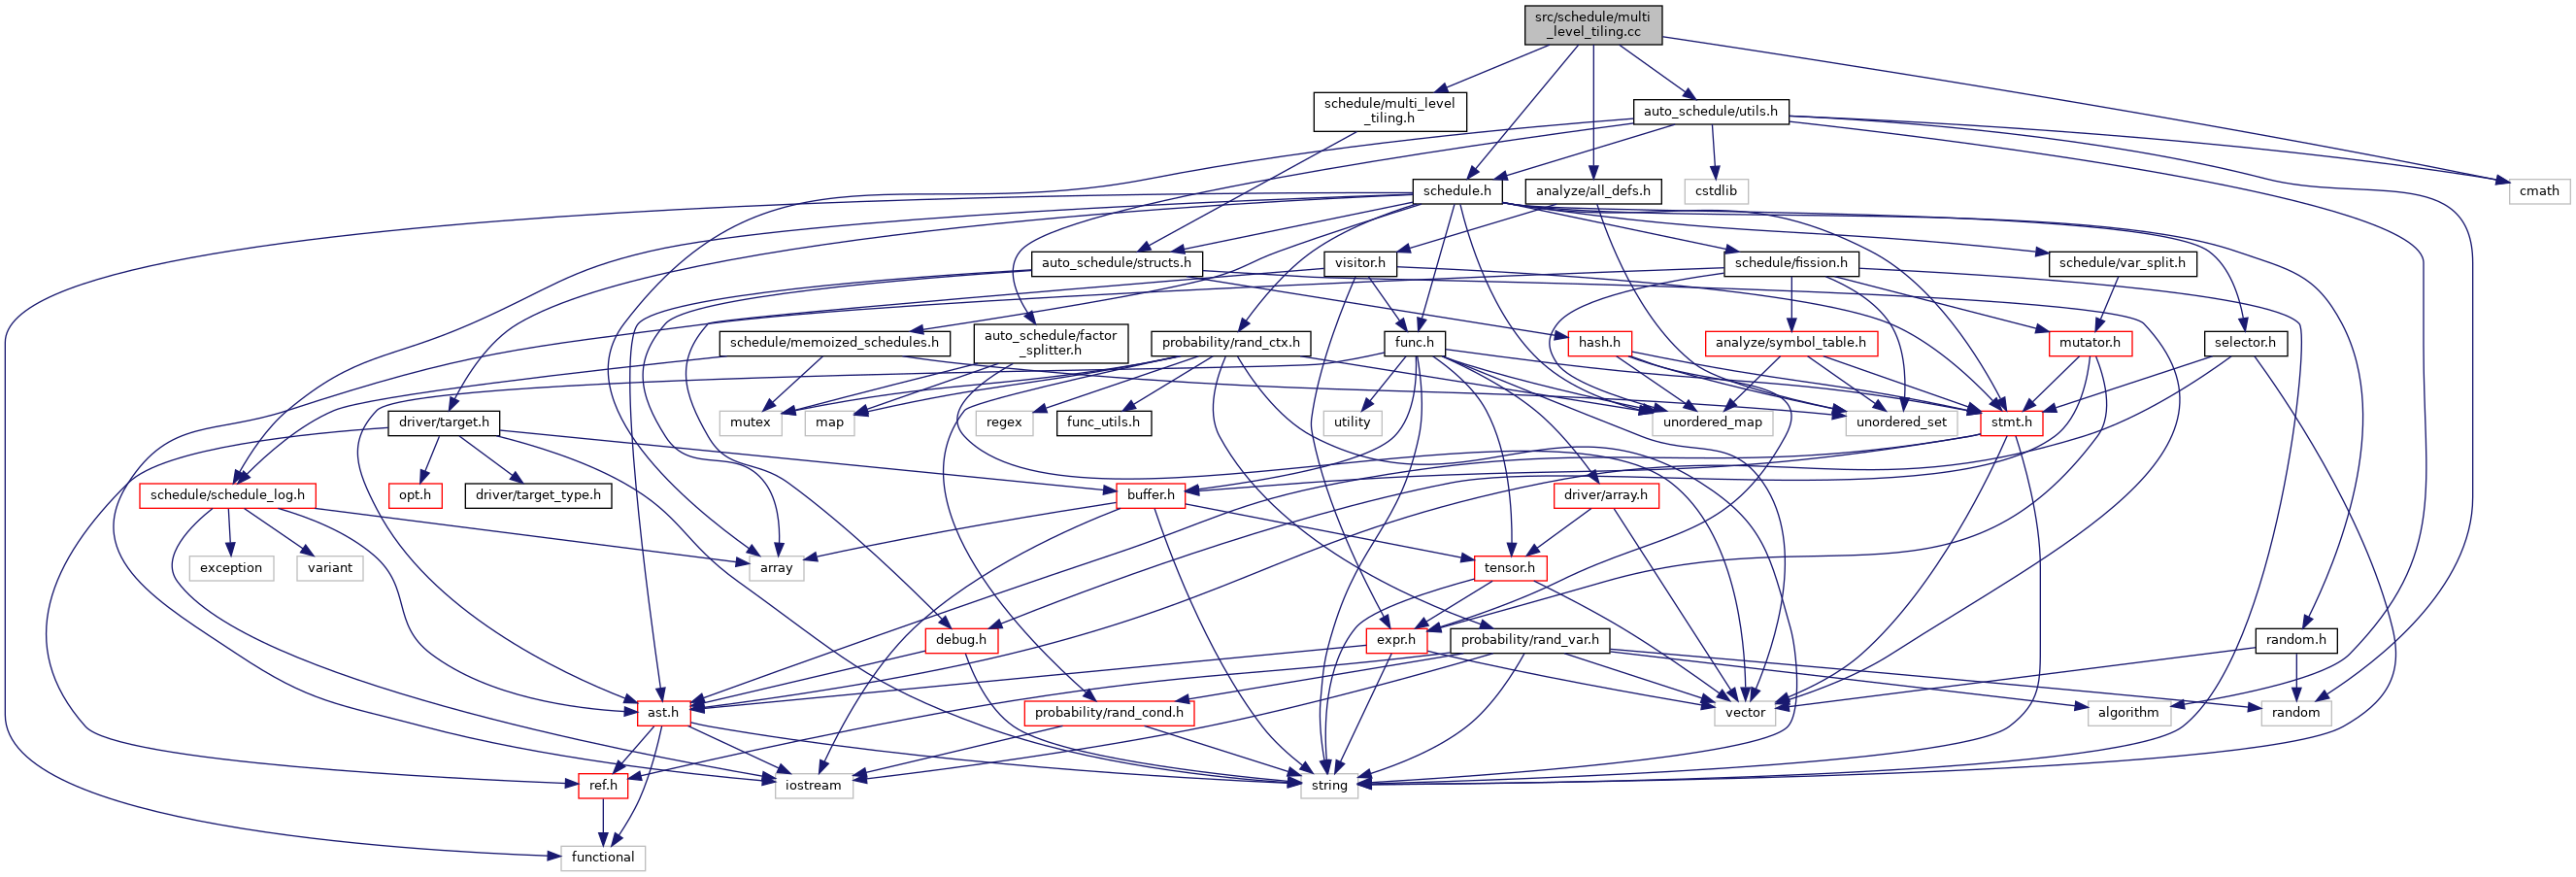 src/schedule/multi
_level_tiling.cc
schedule/multi_level
_tiling.h
auto_schedule/utils.h
schedule.h
analyze/all_defs.h
cstdlib
cmath
auto_schedule/structs.h
visitor.h
schedule/fission.h
schedule/var_split.h
schedule/memoized_schedules.h
auto_schedule/factor
_splitter.h
probability/rand_ctx.h
func.h
hash.h
analyze/symbol_table.h
mutator.h
selector.h
driver/target.h
mutex
map
regex
func_utils.h
utility
unordered_map
unordered_set
stmt.h
schedule/schedule_log.h
opt.h
driver/target_type.h
buffer.h
driver/array.h
exception
variant
array
tensor.h
debug.h
expr.h
probability/rand_var.h
random.h
ast.h
probability/rand_cond.h
vector
algorithm
random
ref.h
iostream
string
functional